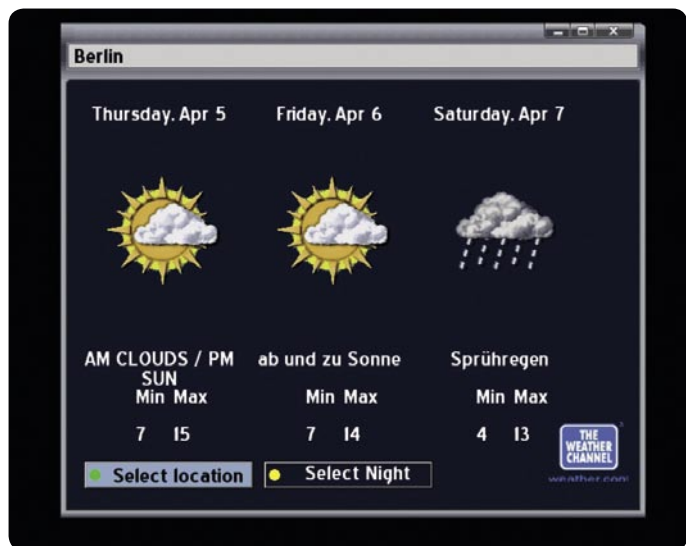 Berlin
Thursday. Apr 5 Friday. Apr 6 Saturday. Apr 7
AM CLOUDS / PM SUN
ab und zu Sonne
Sprühregen
Min Max Min Max Min Max
7 15 7 14 4 13
THE
WEATHER
CHANNEL
Select location Select Night